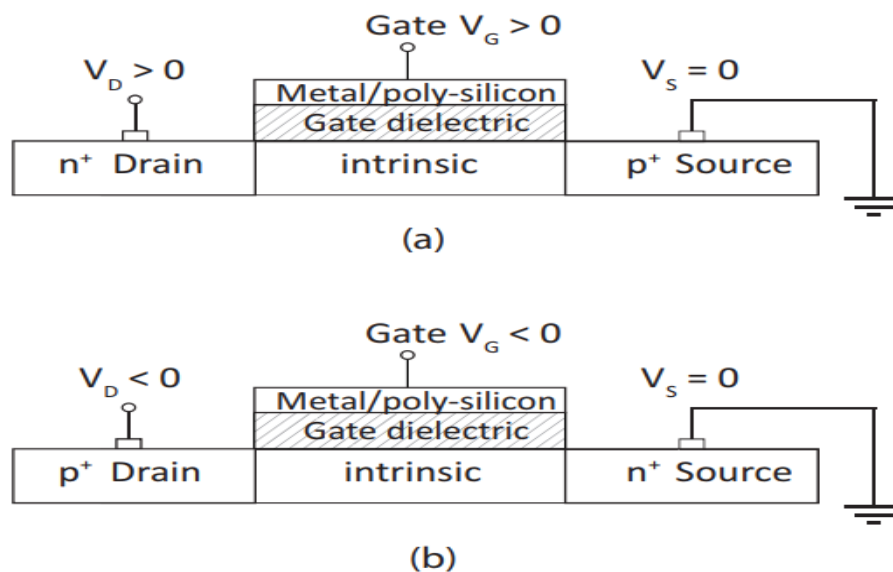 Gate V_G > 0
V_D > 0
V_S = 0
Metal/poly-silicon
Gate dielectric
n⁺ Drain
intrinsic
p⁺ Source
(a)
Gate V_G < 0
V_D < 0
V_S = 0
Metal/poly-silicon
Gate dielectric
p⁺ Drain
intrinsic
n⁺ Source
(b)